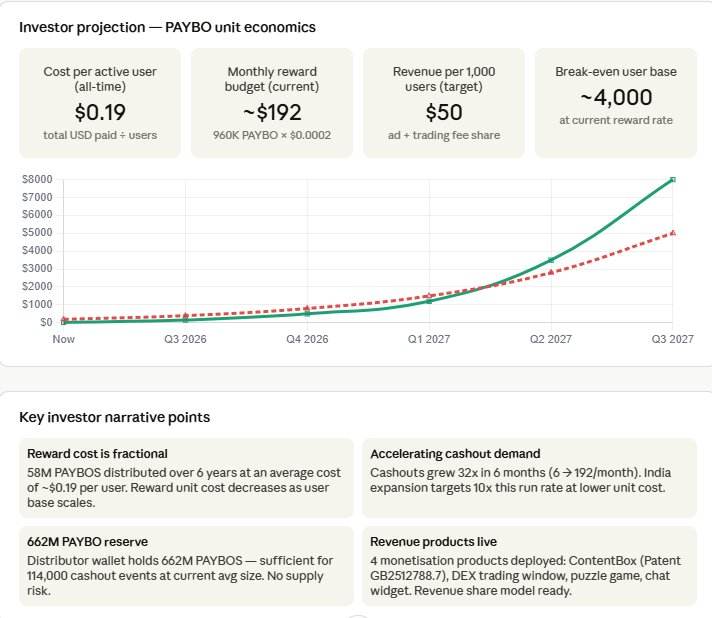 Investor projection — PAYBO unit economics
Cost per active user
(all-time)
$0.19
total USD paid ÷ users
Monthly reward
budget (current)
~$192
960K PAYBO × $0.0002
Revenue per 1,000
users (target)
$50
ad + trading fee share
Break-even user base
~4,000
at current reward rate
$8000
$7000
$6000
$5000
$4000
$3000
$2000
$1000
$0
Now
Q3 2026
Q4 2026
Q1 2027
Q2 2027
Q3 2027
Key investor narrative points
Reward cost is fractional
58M PAYBOS distributed over 6 years at an average cost
of ~$0.19 per user. Reward unit cost decreases as user
base scales.
Accelerating cashout demand
Cashouts grew 32x in 6 months (6 → 192/month). India
expansion targets 10x this run rate at lower unit cost.
662M PAYBO reserve
Distributor wallet holds 662M PAYBOS — sufficient for
114,000 cashout events at current avg size. No supply
risk.
Revenue products live
4 monetisation products deployed: ContentBox (Patent
GB2512788.7), DEX trading window, puzzle game, chat
widget. Revenue share model ready.